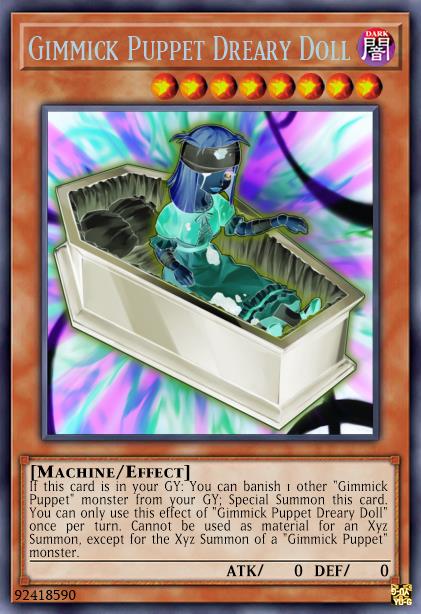 Gimmick Puppet Dreary Doll
DARK
闇
[Machine/Effect]
If this card is in your GY: You can banish 1 other "Gimmick
Puppet" monster from your GY; Special Summon this card.
You can only use this effect of "Gimmick Puppet Dreary Doll"
once per turn. Cannot be used as material for an Xyz
Summon, except for the Xyz Summon of a "Gimmick Puppet"
monster.
ATK/ 0 DEF/ 0
92418590